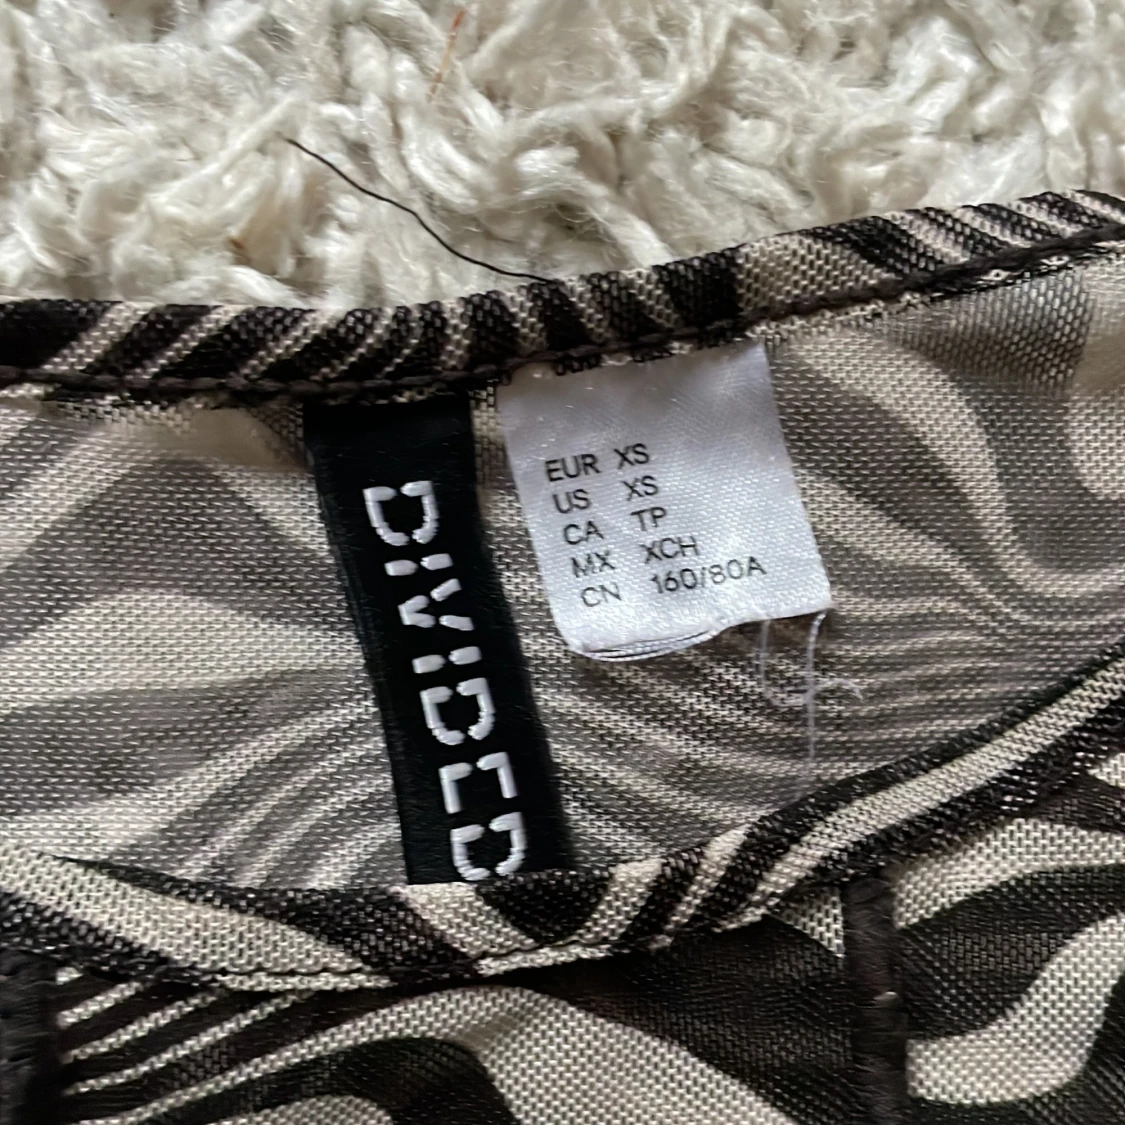 DIVIDED
EUR XS
US XS
CA TP
MX XCH
CN 160/80A